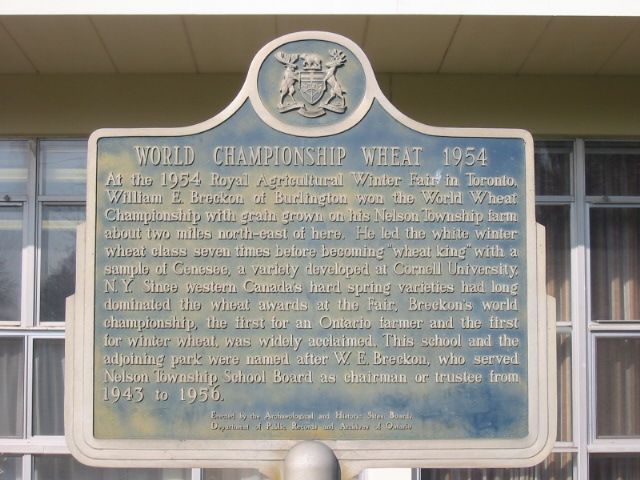 WORLD CHAMPIONSHIP WHEAT 1954
At the 1954 Royal Agricultural Winter Fair in Toronto,
William E. Breckon of Burlington won the World Wheat
Championship with grain grown on his Nelson Township farm
about two miles north-east of here. He led the white winter
wheat class seven times before becoming "wheat king" with a
sample of Genesee, a variety developed at Cornell University,
N.Y. Since western Canada's hard spring varieties had long
dominated the wheat awards at the Fair, Breckon's world
championship, the first for an Ontario farmer and the first
for winter wheat, was widely acclaimed. This school and the
adjoining park were named after W. E. Breckon, who served
Nelson Township School Board as chairman or trustee from
1943 to 1956.
Erected by the Archaeological and Historic Sites Board,
Department of Public Records and Archives of Ontario